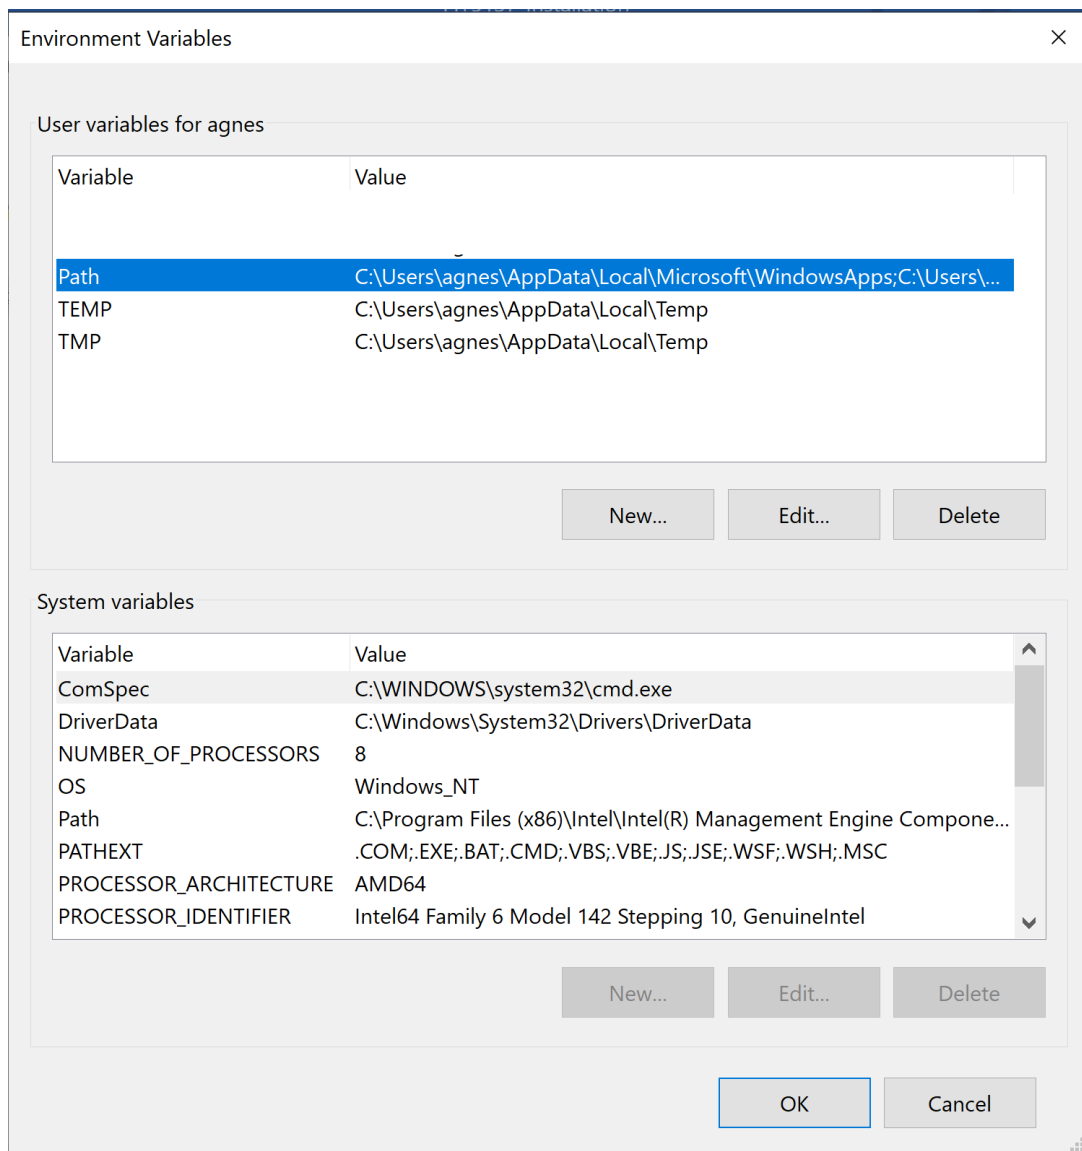 Environment Variables
User variables for agnes
Variable Value
Path C:\Users\agnes\AppData\Local\Microsoft\WindowsApps;C:\Users\...
TEMP C:\Users\agnes\AppData\Local\Temp
TMP C:\Users\agnes\AppData\Local\Temp
New... Edit... Delete
System variables
Variable Value
ComSpec C:\WINDOWS\system32\cmd.exe
DriverData C:\Windows\System32\Drivers\DriverData
NUMBER_OF_PROCESSORS 8
OS Windows_NT
Path C:\Program Files (x86)\Intel\Intel(R) Management Engine Compone...
PATHEXT .COM;.EXE;.BAT;.CMD;.VBS;.VBE;.JS;.JSE;.WSF;.WSH;.MSC
PROCESSOR_ARCHITECTURE AMD64
PROCESSOR_IDENTIFIER Intel64 Family 6 Model 142 Stepping 10, GenuineIntel
New... Edit... Delete
OK Cancel